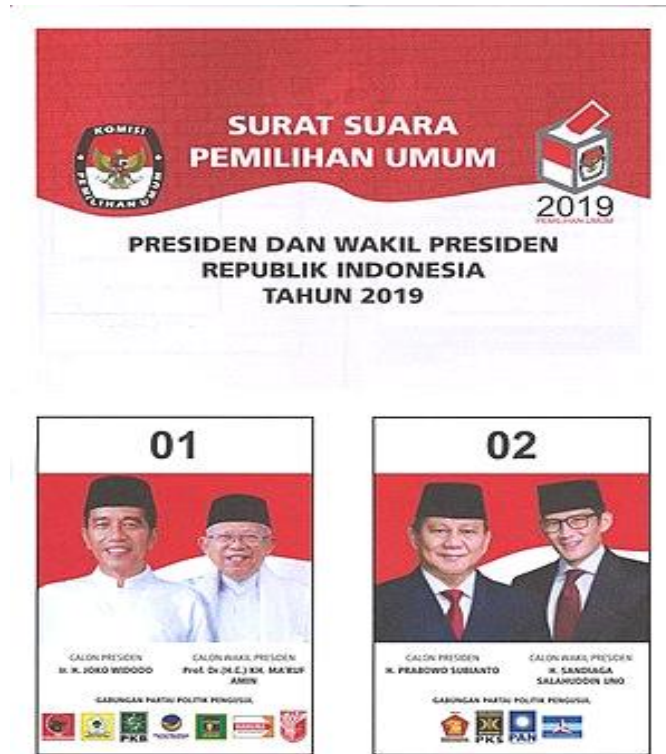 KOMISI
PEMILIHAN UMUM
SURAT SUARA
PEMILIHAN UMUM
2019
PEMILIHAN UMUM
PRESIDEN DAN WAKIL PRESIDEN
REPUBLIK INDONESIA
TAHUN 2019
01
CALON PRESIDEN
Ir. H. JOKO WIDODO
CALON WAKIL PRESIDEN
Prof. Dr. (H.C.) KH. MA'RUF
AMIN
GABUNGAN PARTAI POLITIK PENGUSUL
PKB
02
CALON PRESIDEN
H. PRABOWO SUBIANTO
CALON WAKIL PRESIDEN
H. SANDIAGA
SALAHUDDIN UNO
GABUNGAN PARTAI POLITIK PENGUSUL
PKS
PAN